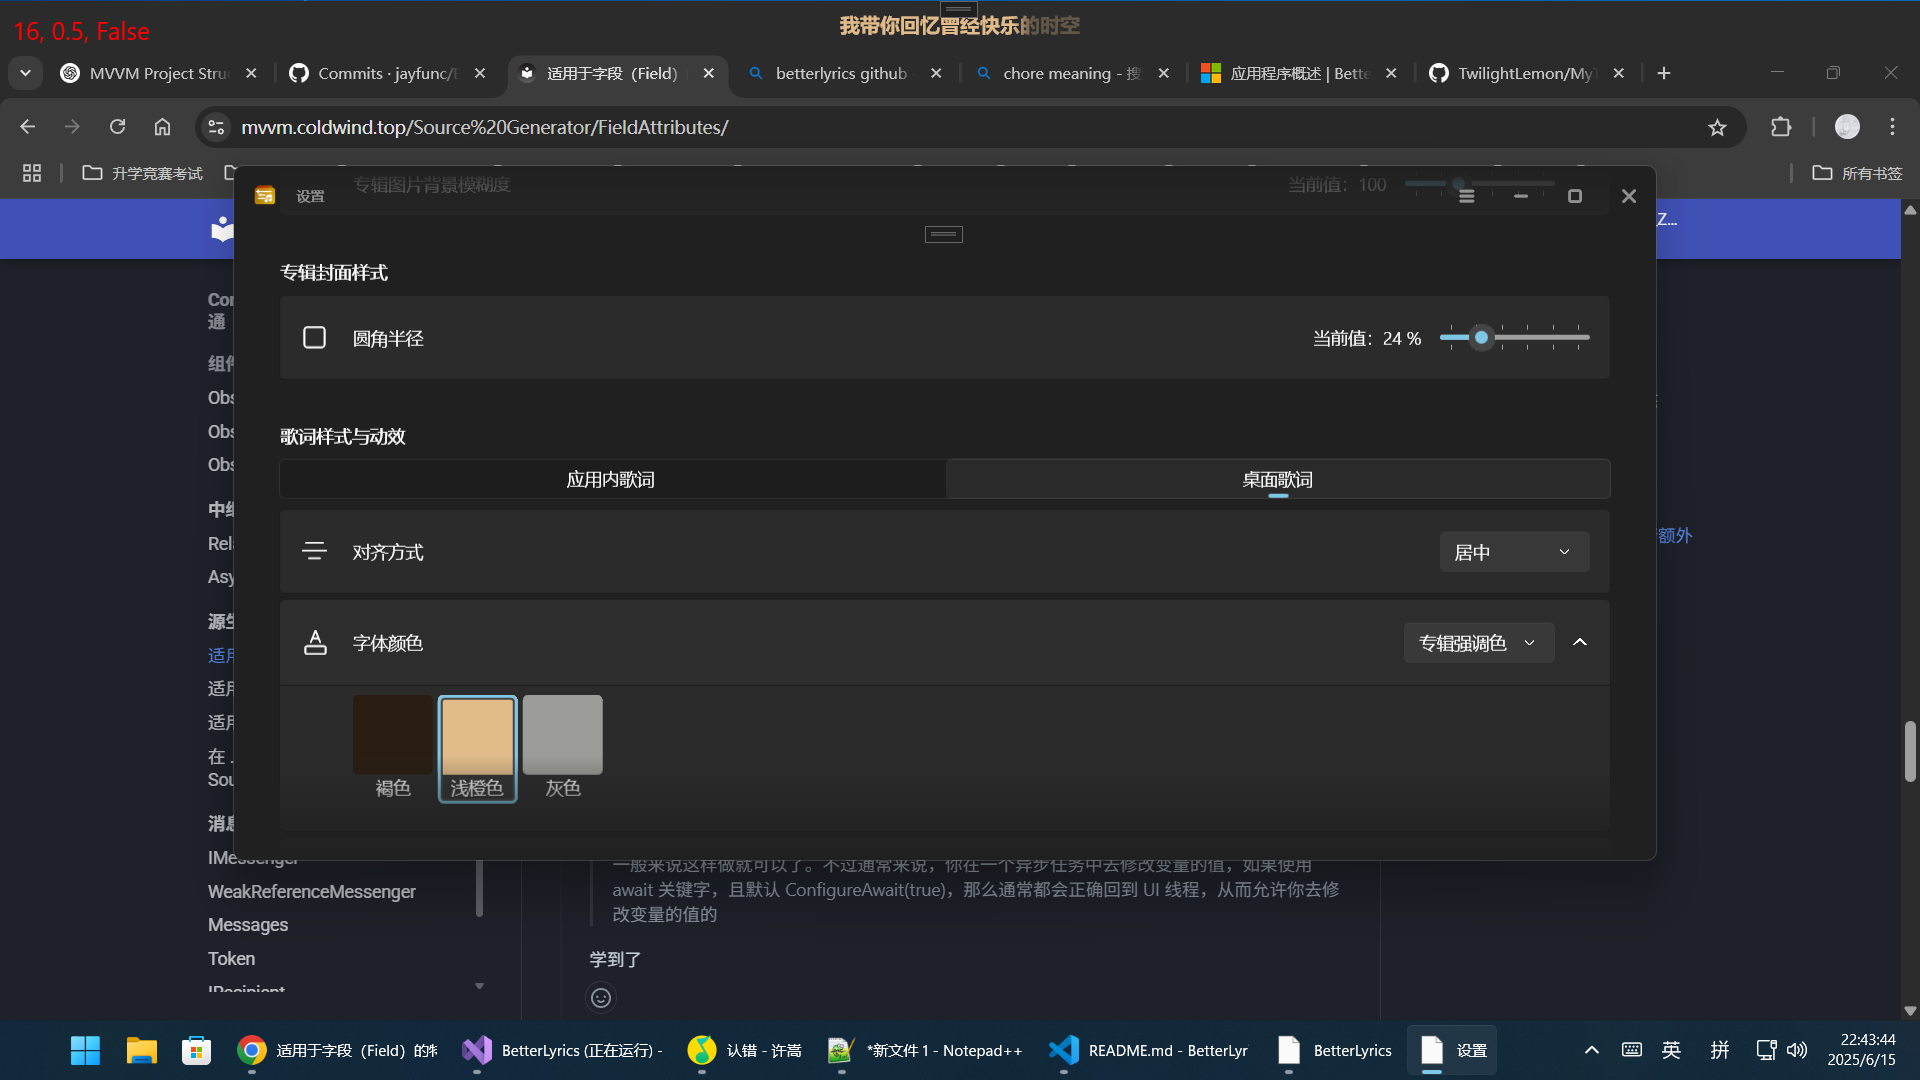 16, 0.5, False
我带你回忆曾经快乐的时空
MVVM Project Stru
Commits · jayfunc/
适用于字段（Field）
betterlyrics github
chore meaning - 搜
应用程序概述 | Bette
TwilightLemon/My
mvvm.coldwind.top/Source%20Generator/FieldAttributes/
升学竞赛考试
所有书签
设置
专辑图片背景模糊度
当前值：100
Z...
专辑封面样式
圆角半径
当前值：24 %
歌词样式与动效
应用内歌词
桌面歌词
对齐方式
居中
字体颜色
专辑强调色
褐色
浅橙色
灰色
通
Obs
Obs
Obs
Rel
Asy
适用
适用
适用
在
Sou
额外
IMessenger
WeakReferenceMessenger
Messages
Token
IRecipient
一般来说这样做就可以了。不过通常来说，你在一个异步任务中去修改变量的值，如果使用
await 关键字，且默认 ConfigureAwait(true)，那么通常都会正确回到 UI 线程，从而允许你去修
改变量的值的
学到了
适用于字段（Field）的
BetterLyrics (正在运行) -
认错 - 许嵩
*新文件 1 - Notepad++
README.md - BetterLyr
BetterLyrics
设置
英
拼
22:43:44
2025/6/15